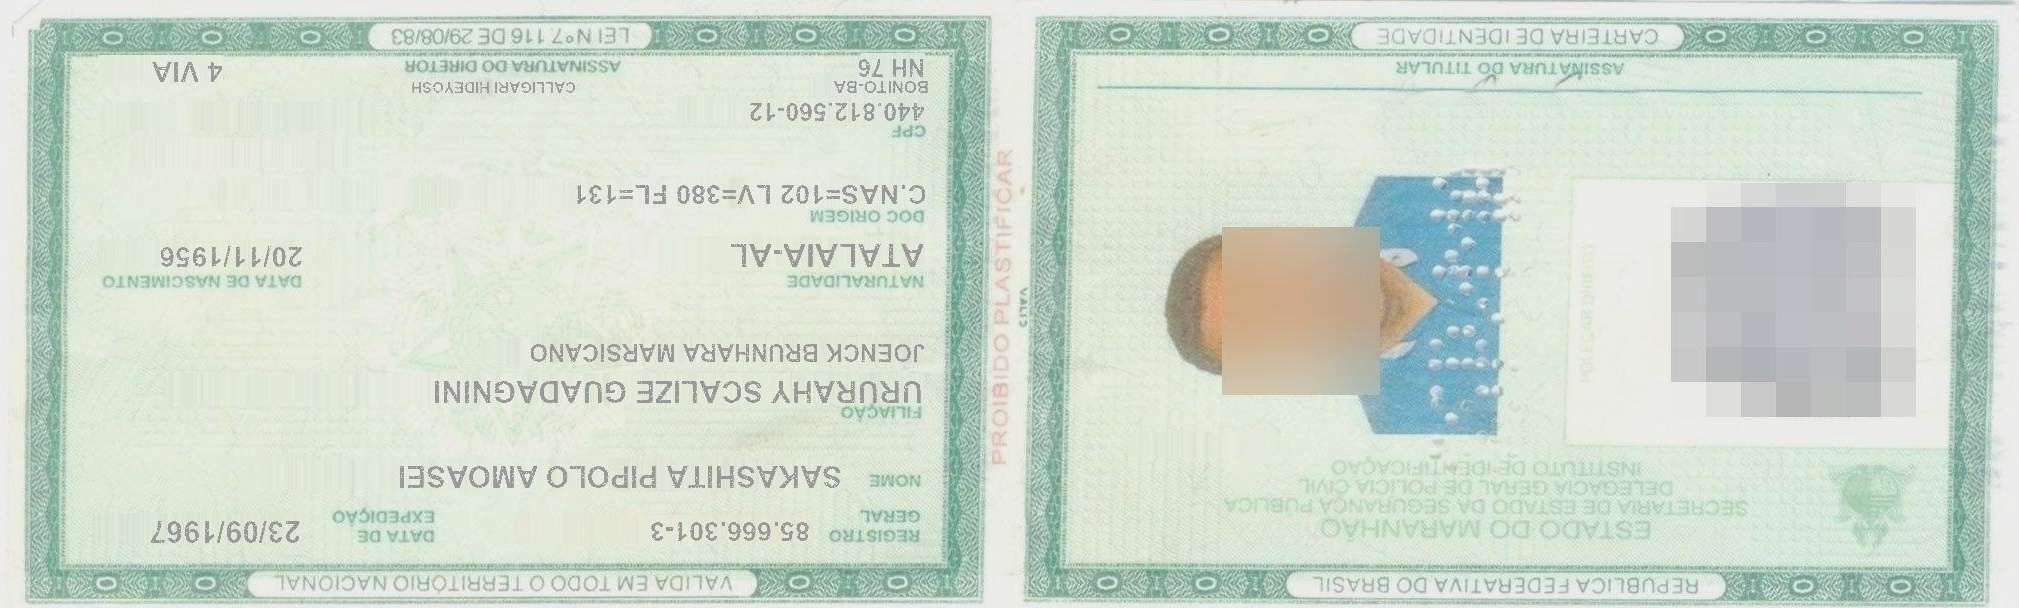 REPÚBLICA FEDERATIVA DO BRASIL
ESTADO DO MARANHÃO
SECRETARIA DE ESTADO DA SEGURANÇA PÚBLICA
DELEGACIA GERAL DE POLICIA CIVIL
INSTITUTO DE IDENTIFICAÇÃO
POLEGAR DIREITO
ASSINATURA DO TITULAR
CARTEIRA DE IDENTIDADE
PROIBIDO PLASTIFICAR
VALIDA EM TODO O TERRITÓRIO NACIONAL
REGISTRO GERAL 85.666.301-3 DATA DE EXPEDIÇÃO 23/09/1967
NOME SAKASHITA PIPOLO AMOASEI
FILIAÇÃO
URURAHY SCALIZE GUADAGNINI
JOENCK BRUNHARA MARSICANO
NATURALIDADE DATA DE NASCIMENTO
ATALAIA-AL 20/11/1956
DOC ORIGEM
C.NAS=102 LV=380 FL=131
CPF
440.812.560-12
BONITO-BA CALLIGARI HIDEYOSH
NH 76 ASSINATURA DO DIRETOR 4 VIA
LEI Nº 7.116 DE 29/08/83